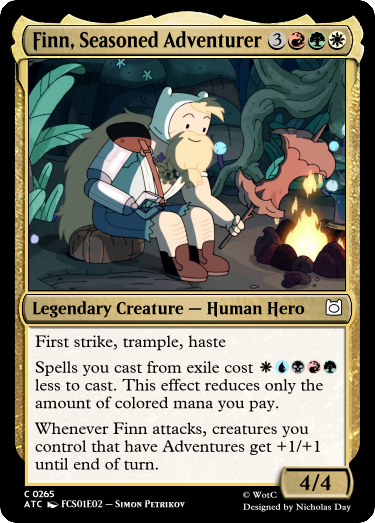 Finn, Seasoned Adventurer 3
Legendary Creature — Human Hero
First strike, trample, haste
Spells you cast from exile cost
less to cast. This effect reduces only the
amount of colored mana you pay.
Whenever Finn attacks, creatures you
control that have Adventures get +1/+1
until end of turn.
4/4
C 0265
ATC FCS01E02 – Simon Petrikov
© WotC
Designed by Nicholas Day